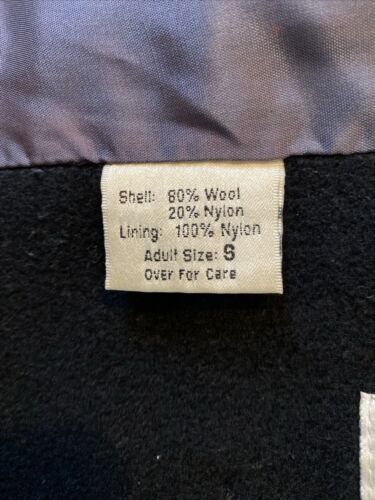 Shell: 80% Wool
20% Nylon
Lining: 100% Nylon
Adult Size: S
Over For Care